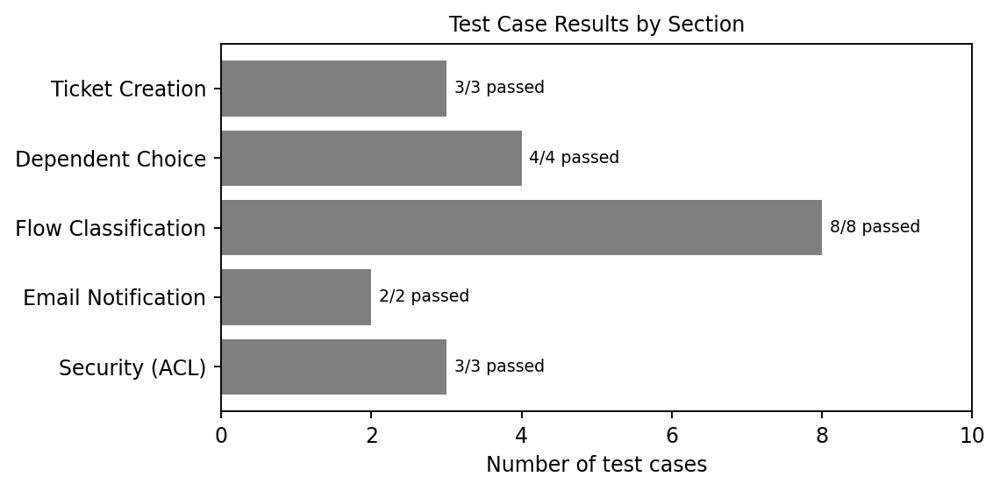 Test Case Results by Section
Ticket Creation
3/3 passed
Dependent Choice
4/4 passed
Flow Classification
8/8 passed
Email Notification
2/2 passed
Security (ACL)
3/3 passed
0 2 4 6 8 10
Number of test cases